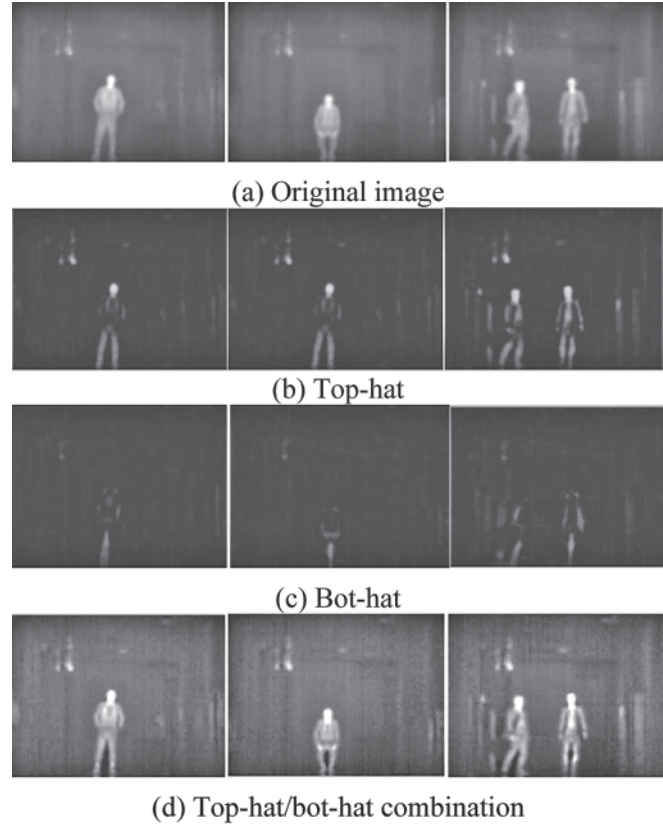 (a) Original image
(b) Top-hat
(c) Bot-hat
(d) Top-hat/bot-hat combination